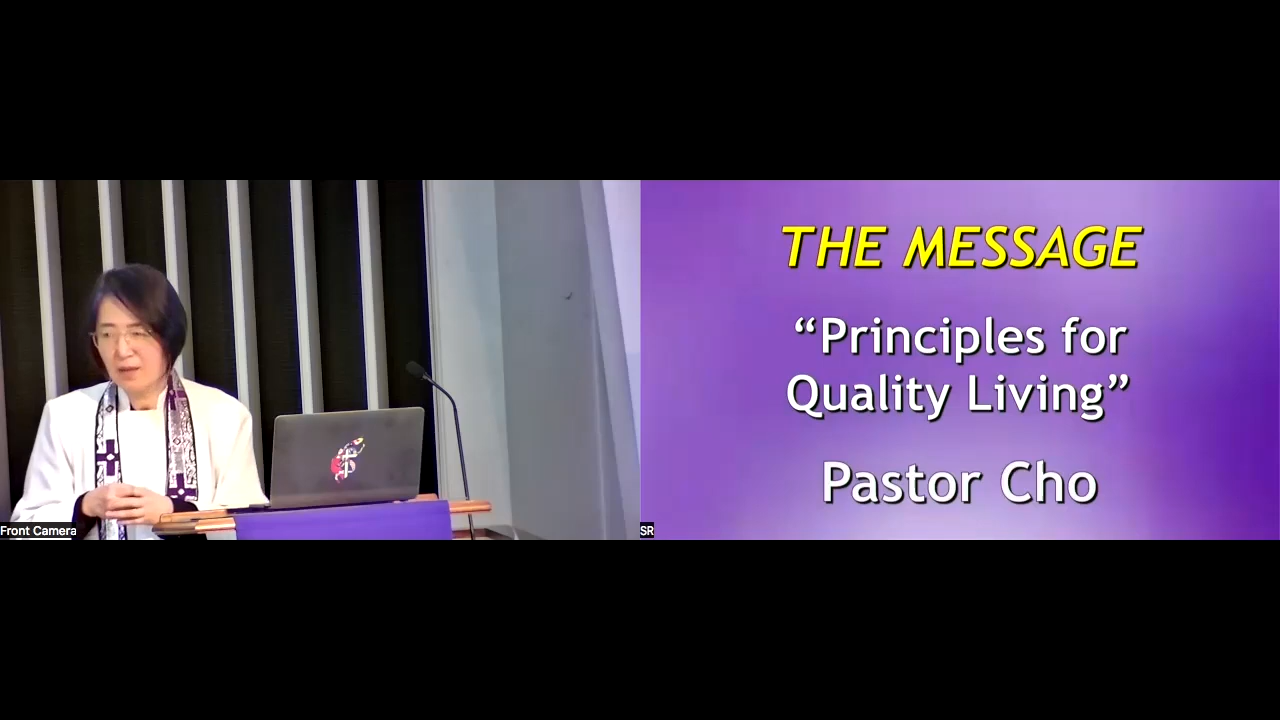 THE MESSAGE
“Principles for
Quality Living”
Pastor Cho
Front Camera
SR